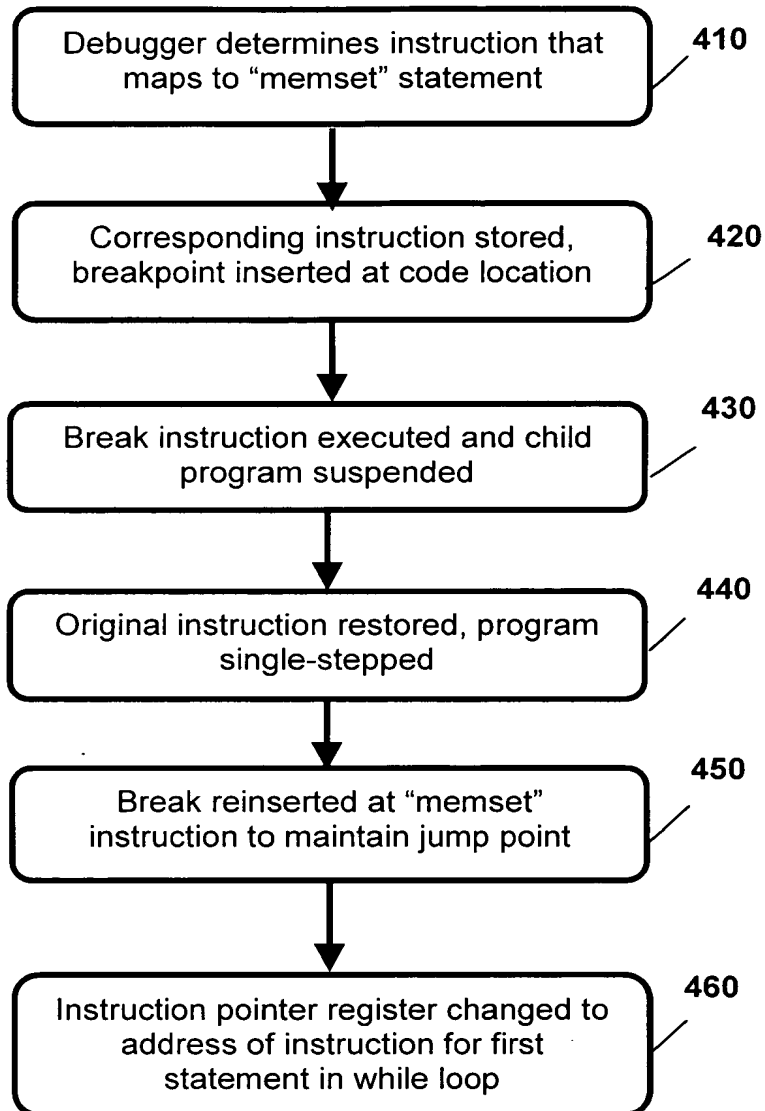 Debugger determines instruction that
maps to “memset” statement
410
Corresponding instruction stored,
breakpoint inserted at code location
420
Break instruction executed and child
program suspended
430
Original instruction restored, program
single-stepped
440
Break reinserted at “memset”
instruction to maintain jump point
450
Instruction pointer register changed to
address of instruction for first
statement in while loop
460